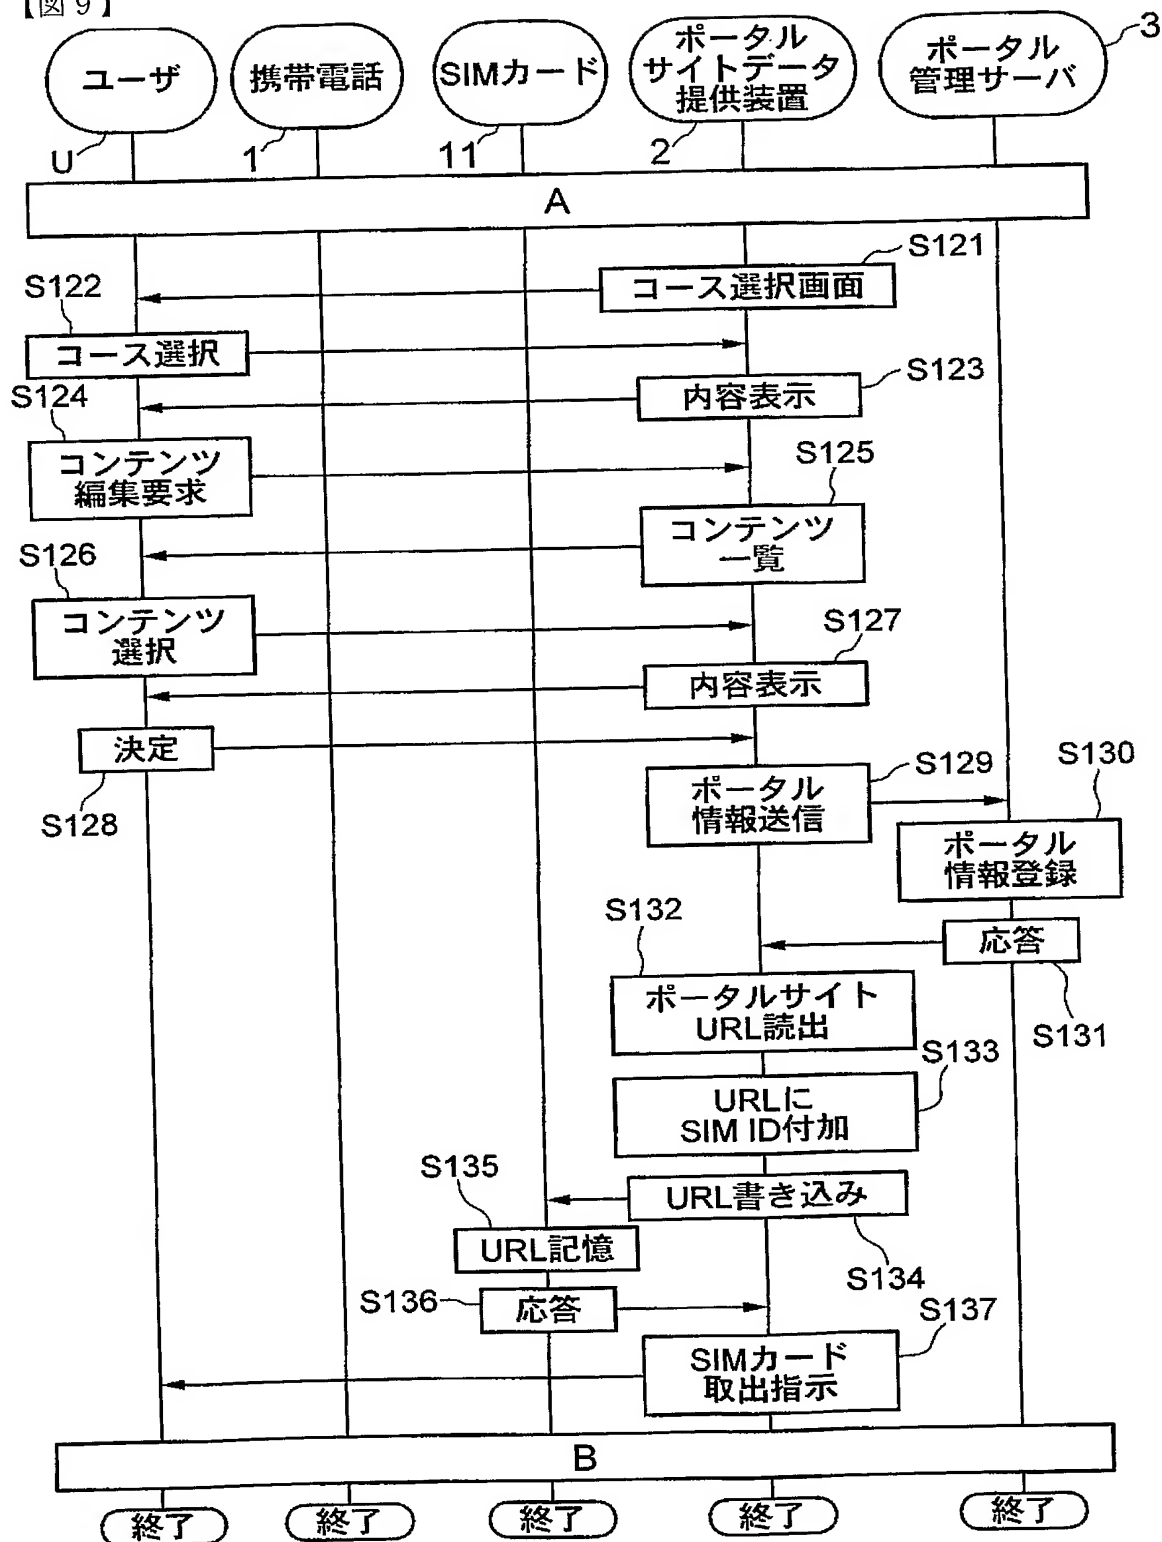 【図9】
ユーザ
携帯電話
SIMカード
ポータル
サイトデータ
提供装置
ポータル
管理サーバ
3
U
1
11
2
A
S121
コース選択画面
S122
コース選択
S123
内容表示
S124
コンテンツ
編集要求
S125
コンテンツ
一覧
S126
コンテンツ
選択
S127
内容表示
決定
S128
S129
ポータル
情報送信
S130
ポータル
情報登録
応答
S131
S132
ポータルサイト
URL読出
S133
URLに
SIM ID付加
URL書き込み
S134
S135
URL記憶
S136
応答
S137
SIMカード
取出指示
B
終了
終了
終了
終了
終了